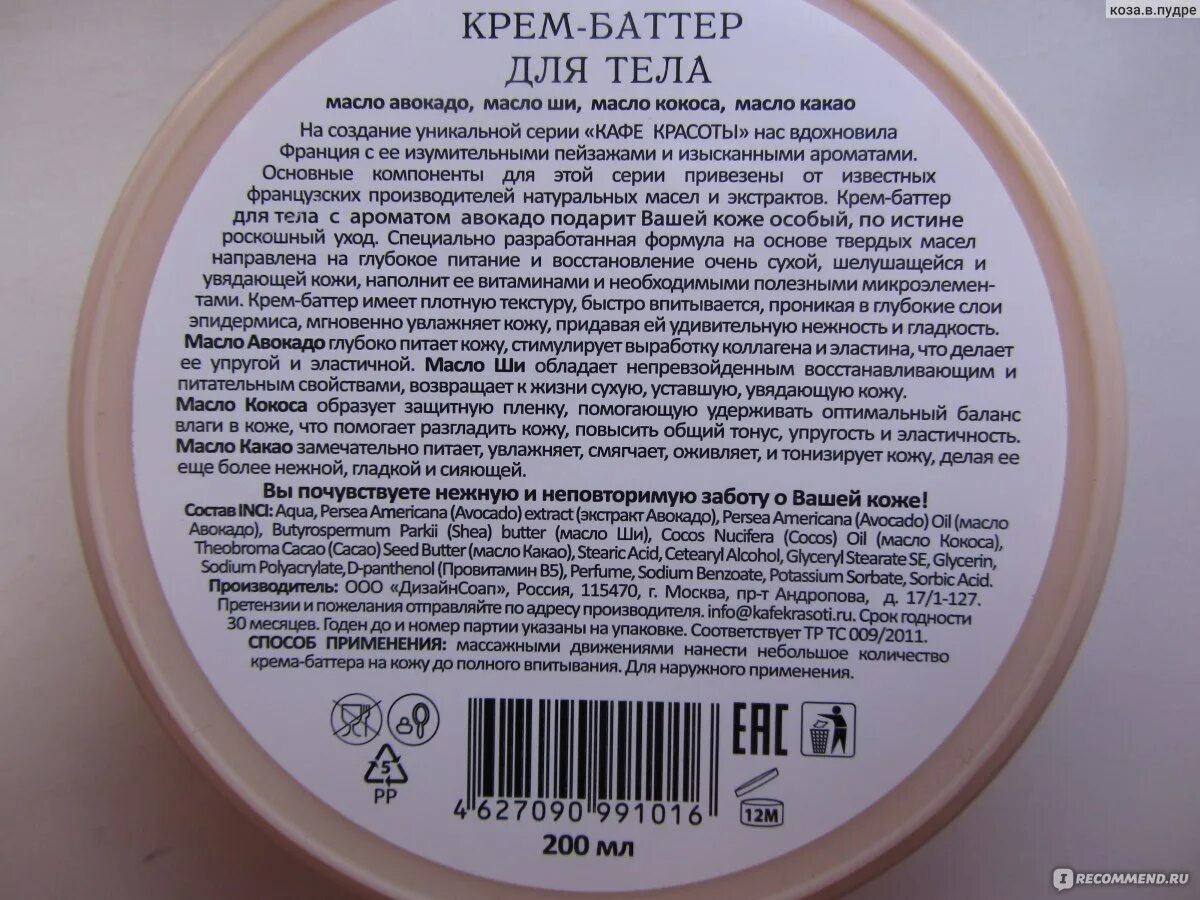 коза.в.пудре
КРЕМ-БАТТЕР
ДЛЯ ТЕЛА
масло авокадо, масло ши, масло кокоса, масло какао
На создание уникальной серии «КАФЕ КРАСОТЫ» нас вдохновила
Франция с ее изумительными пейзажами и изысканными ароматами.
Основные компоненты для этой серии привезены от известных
французских производителей натуральных масел и экстрактов. Крем-баттер
для тела с ароматом авокадо подарит Вашей коже особый, по истине
роскошный уход. Специально разработанная формула на основе твердых масел
направлена на глубокое питание и восстановление очень сухой, шелушащейся и
увядающей кожи, наполнит ее витаминами и необходимыми полезными микроэлемен-
тами. Крем-баттер имеет плотную текстуру, быстро впитывается, проникая в глубокие слои
эпидермиса, мгновенно увлажняет кожу, придавая ей удивительную нежность и гладкость.
Масло Авокадо глубоко питает кожу, стимулирует выработку коллагена и эластина, что делает
ее упругой и эластичной. Масло Ши обладает непревзойденным восстанавливающим и
питательным свойствами, возвращает к жизни сухую, уставшую, увядающую кожу.
Масло Кокоса образует защитную пленку, помогающую удерживать оптимальный баланс
влаги в коже, что помогает разгладить кожу, повысить общий тонус, упругость и эластичность.
Масло Какао замечательно питает, увлажняет, смягчает, оживляет, и тонизирует кожу, делая ее
еще более нежной, гладкой и сияющей.
Вы почувствуете нежную и неповторимую заботу о Вашей коже!
Состав INCI: Aqua, Persea Americana (Avocado) extract (экстракт Авокадо), Persea Americana (Avocado) Oil (масло
Авокадо), Butyrospermum Parkii (Shea) butter (масло Ши), Cocos Nucifera (Cocos) Oil (масло Кокоса),
Theobroma Cacao (Cacao) Seed Butter (масло Какао), Stearic Acid, Cetearyl Alcohol, Glyceryl Stearate SE, Glycerin,
Sodium Polyacrylate, D-panthenol (Провитамин B5), Perfume, Sodium Benzoate, Potassium Sorbate, Sorbic Acid.
Производитель: ООО «ДизайнСоап», Россия, 115470, г. Москва, пр-т Андропова, д. 17/1-127.
Претензии и пожелания отправляйте по адресу производителя. info@kafekrasoti.ru. Срок годности
30 месяцев. Годен до и номер партии указаны на упаковке. Соответствует ТР ТС 009/2011.
СПОСОБ ПРИМЕНЕНИЯ: массажными движениями нанести небольшое количество
крема-баттера на кожу до полного впитывания. Для наружного применения.
5
PP
EAC
12M
4 627090 991016
200 мл
IRECOMMEND.RU